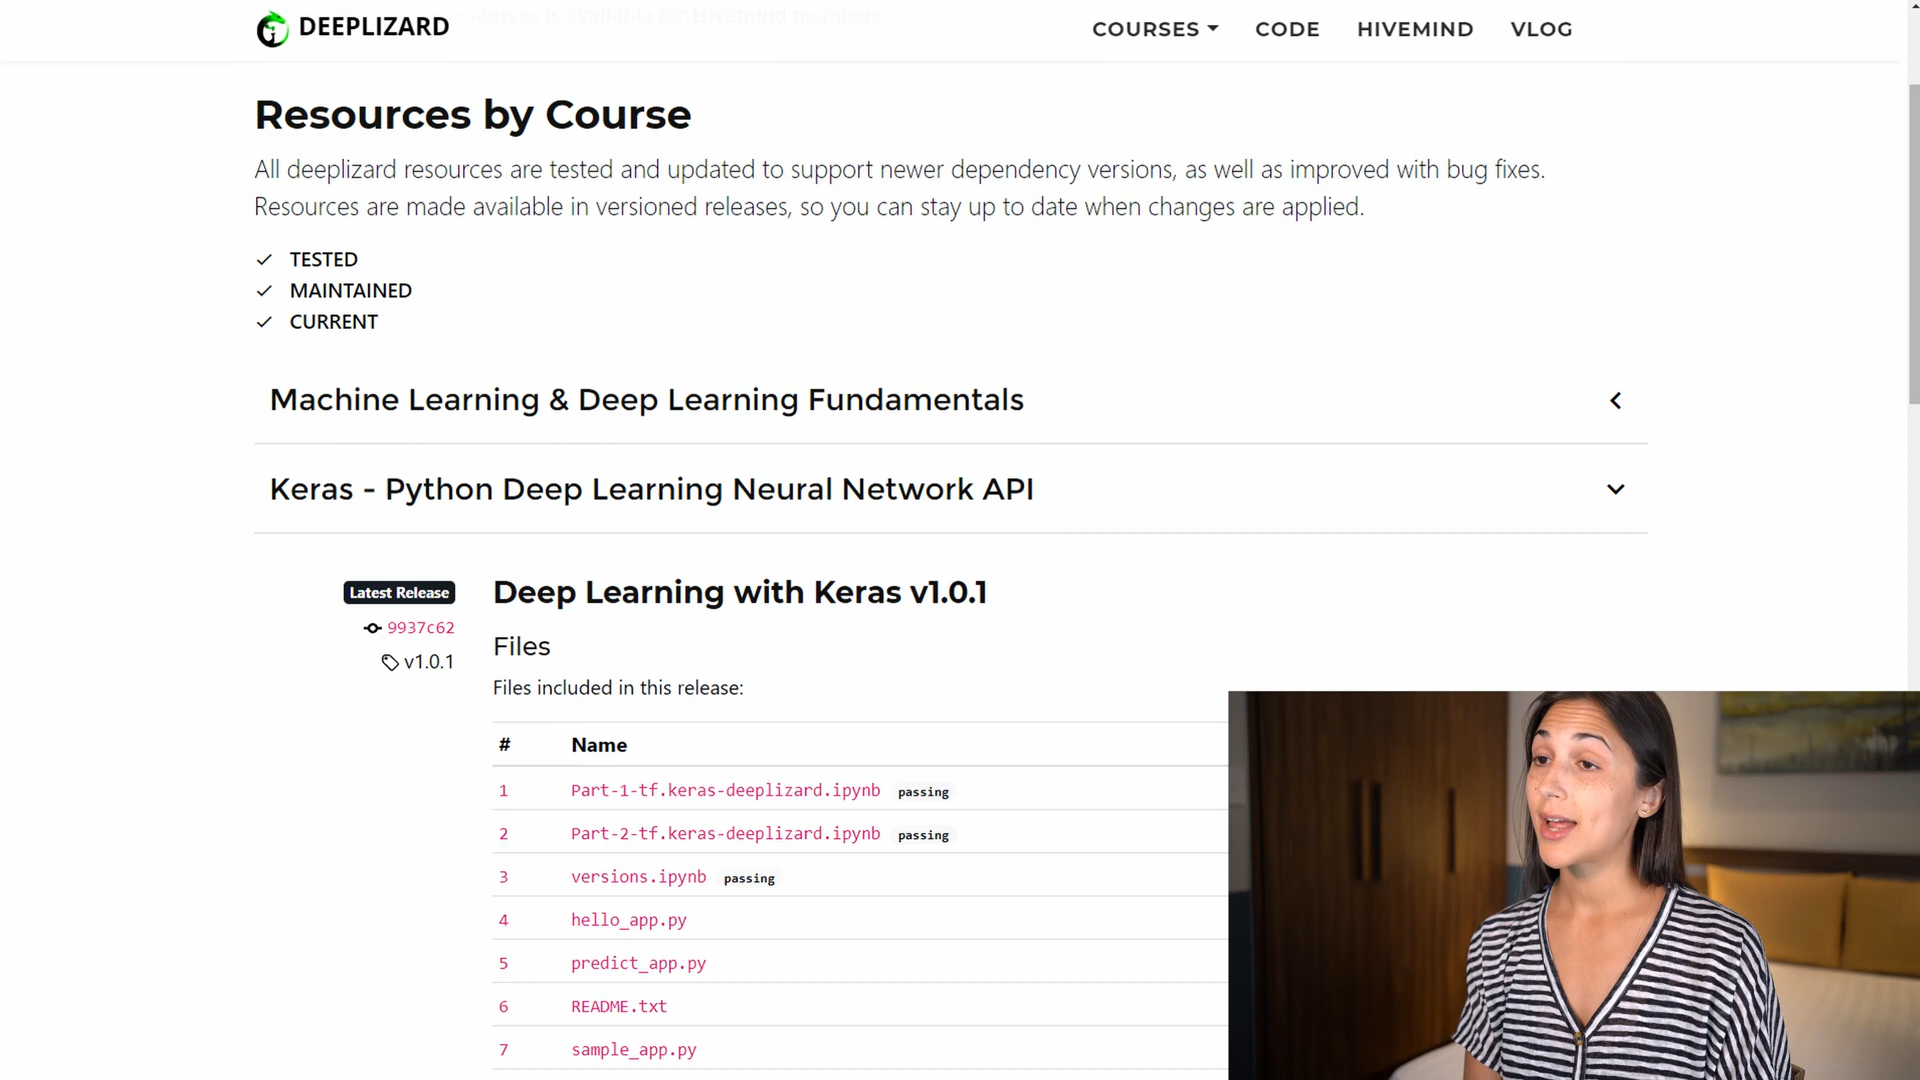 DEEPLIZARD
COURSES CODE HIVEMIND VLOG
Resources by Course
All deeplizard resources are tested and updated to support newer dependency versions, as well as improved with bug fixes.
Resources are made available in versioned releases, so you can stay up to date when changes are applied.
TESTED
MAINTAINED
CURRENT
Machine Learning & Deep Learning Fundamentals
Keras - Python Deep Learning Neural Network API
Latest Release
9937c62
v1.0.1
Deep Learning with Keras v1.0.1
Files
Files included in this release:
# Name
1 Part-1-tf.keras-deeplizard.ipynb passing
2 Part-2-tf.keras-deeplizard.ipynb passing
3 versions.ipynb passing
4 hello_app.py
5 predict_app.py
6 README.txt
7 sample_app.py